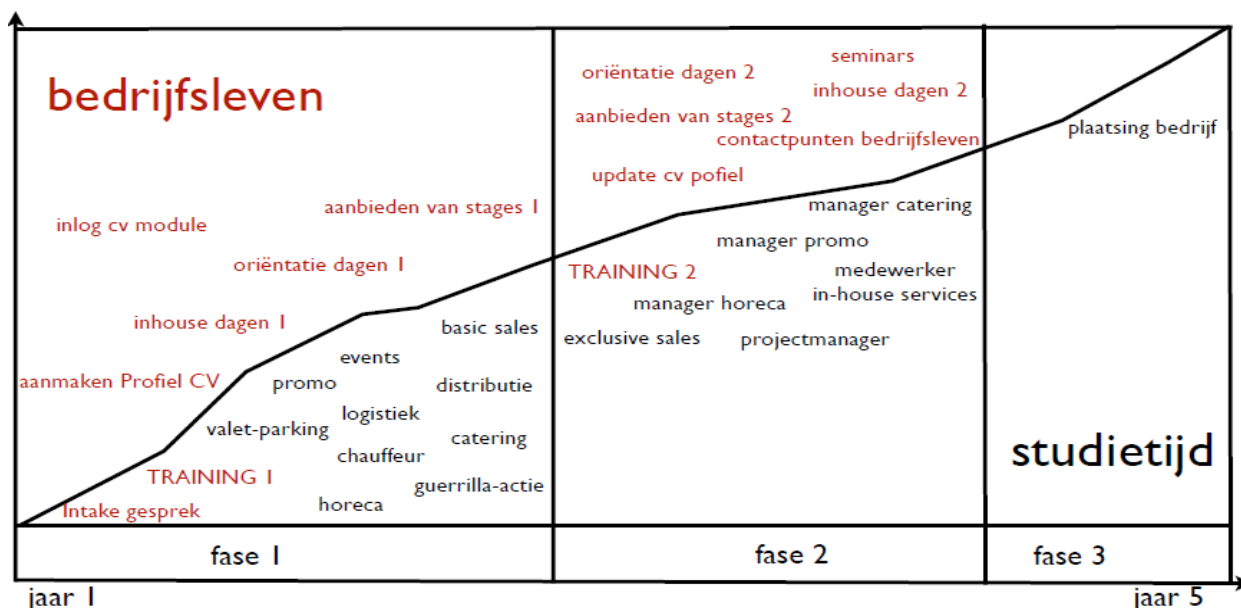 bedrijfsleven
inlog cv module
aanbieden van stages 1
oriëntatie dagen 1
inhouse dagen 1
aanmaken Profiel CV
basic sales
events
promo
distributie
logistiek
valet-parking
catering
chauffeur
TRAINING 1
guerrilla-actie
Intake gesprek
horeca
seminars
oriëntatie dagen 2
inhouse dagen 2
aanbieden van stages 2
contactpunten bedrijfsleven
update cv pofiel
manager catering
manager promo
TRAINING 2
medewerker
in-house services
manager horeca
exclusive sales
projectmanager
plaatsing bedrijf
studietijd
fase 1
fase 2
fase 3
jaar 1
jaar 5